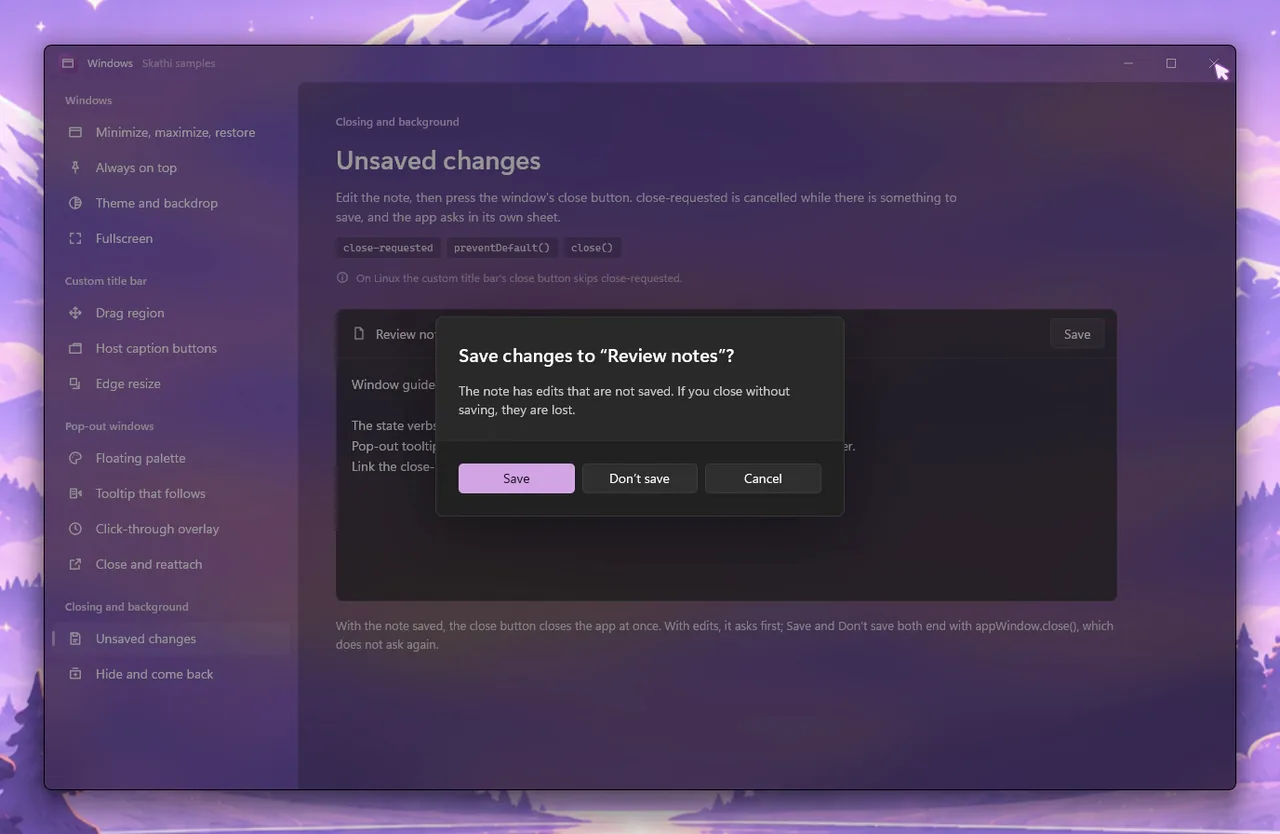 Windows Skathi samples
Windows
Minimize, maximize, restore
Always on top
Theme and backdrop
Fullscreen
Custom title bar
Drag region
Host caption buttons
Edge resize
Pop-out windows
Floating palette
Tooltip that follows
Click-through overlay
Close and reattach
Closing and background
Unsaved changes
Hide and come back
Closing and background
Unsaved changes
Edit the note, then press the window's close button. close-requested is cancelled while there is something to
save, and the app asks in its own sheet.
close-requested preventDefault() close()
On Linux the custom title bar's close button skips close-requested.
Review
Save
Window guide
The state verbs
Pop-out
Link the close-
Save changes to “Review notes”?
The note has edits that are not saved. If you close without
saving, they are lost.
Save Don’t save Cancel
With the note saved, the close button closes the app at once. With edits, it asks first; Save and Don't save both end with appWindow.close(), which
does not ask again.